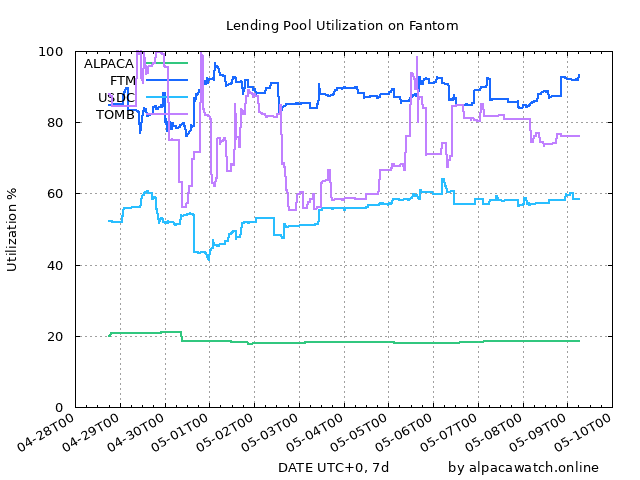 Lending Pool Utilization on Fantom
100
80
60
40
20
0
Utilization %
ALPACA
FTM
USDC
TOMB
04-28T00
04-29T00
04-30T00
05-01T00
05-02T00
05-03T00
05-04T00
05-05T00
05-06T00
05-07T00
05-08T00
05-09T00
05-10T00
DATE UTC+0, 7d
by alpacawatch.online